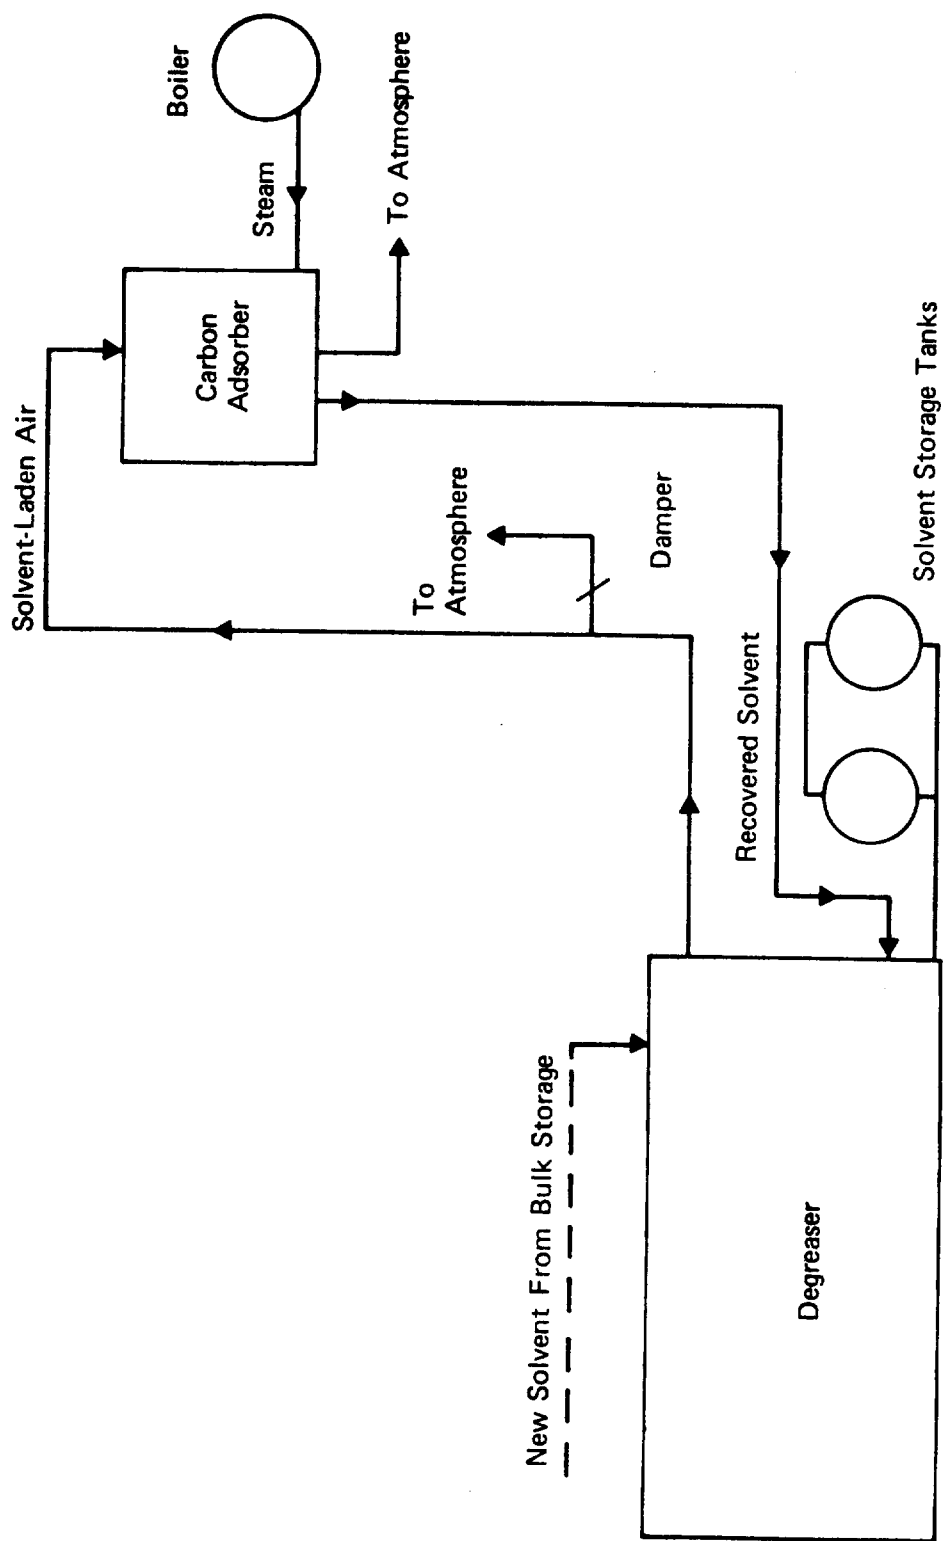 Boiler
Steam
To Atmosphere
Carbon
Adsorber
Solvent-Laden Air
To
Atmosphere
Damper
Recovered Solvent
Solvent Storage Tanks
New Solvent From Bulk Storage
Degreaser